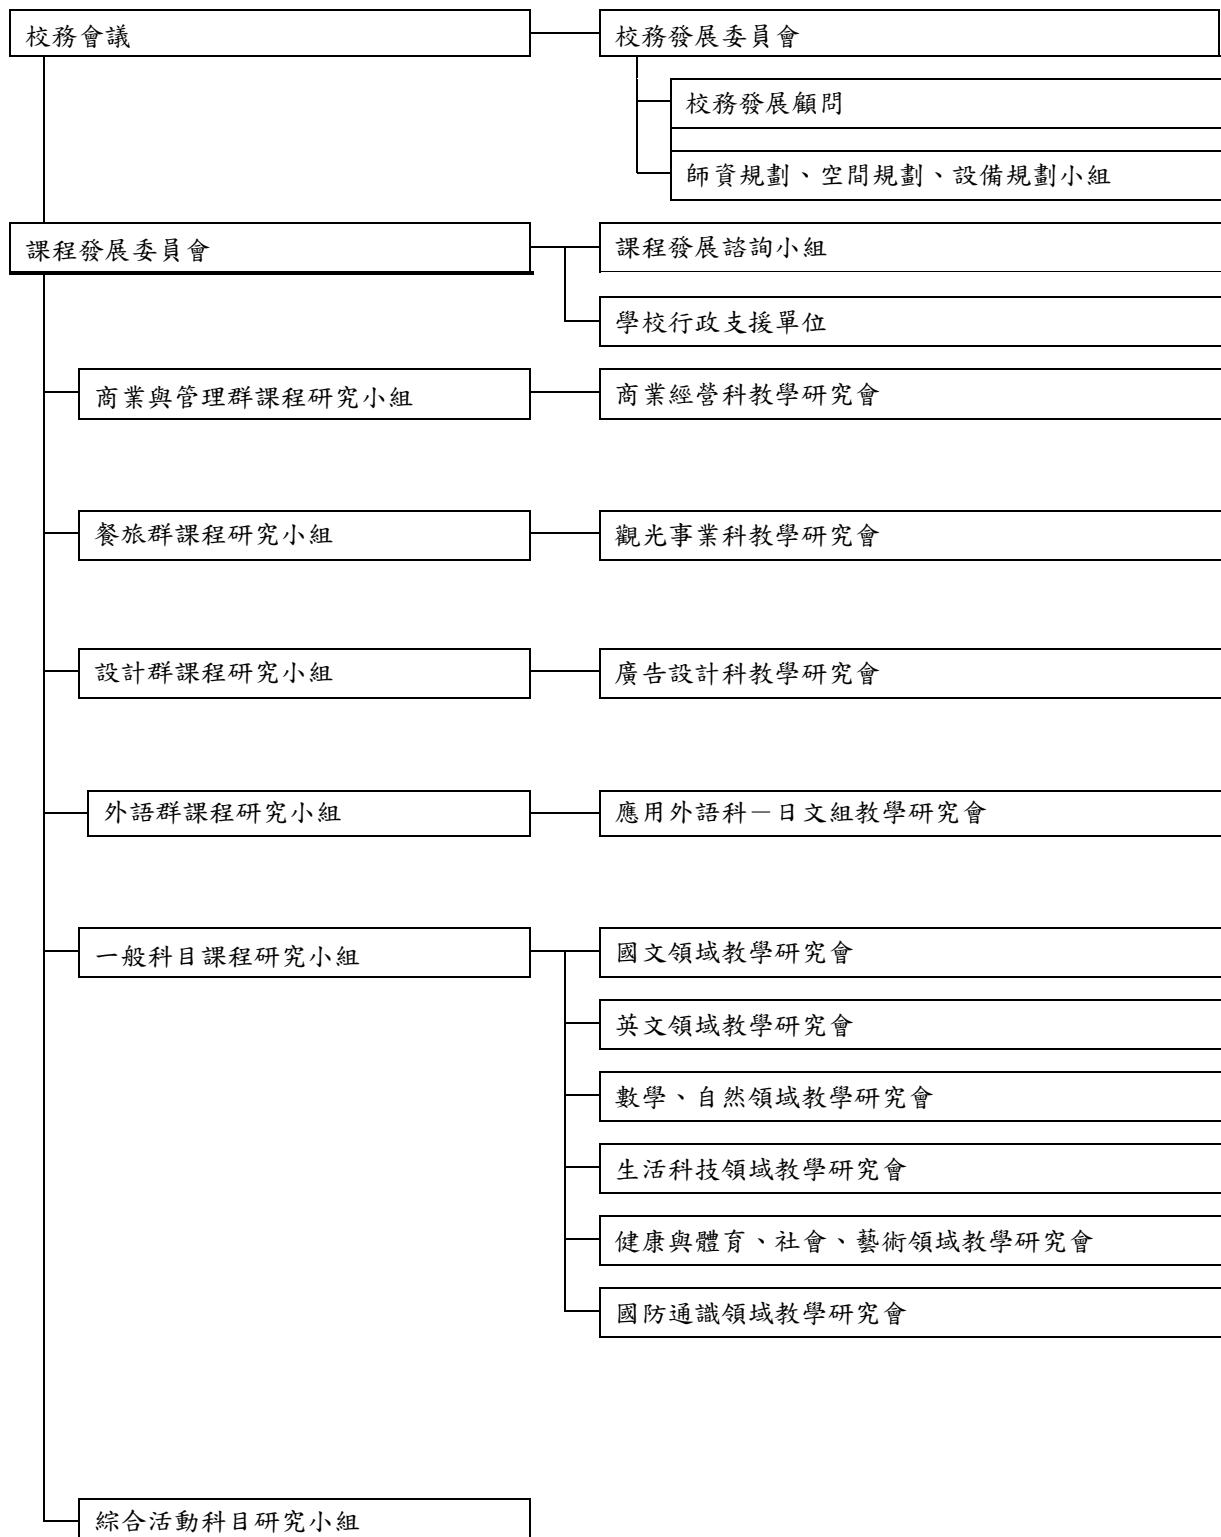 校務會議
校務發展委員會
校務發展顧問
師資規劃、空間規劃、設備規劃小組
課程發展委員會
課程發展諮詢小組
學校行政支援單位
商業與管理群課程研究小組
商業經營科教學研究會
餐旅群課程研究小組
觀光事業科教學研究會
設計群課程研究小組
廣告設計科教學研究會
外語群課程研究小組
應用外語科－日文組教學研究會
一般科目課程研究小組
國文領域教學研究會
英文領域教學研究會
數學、自然領域教學研究會
生活科技領域教學研究會
健康與體育、社會、藝術領域教學研究會
國防通識領域教學研究會
綜合活動科目研究小組